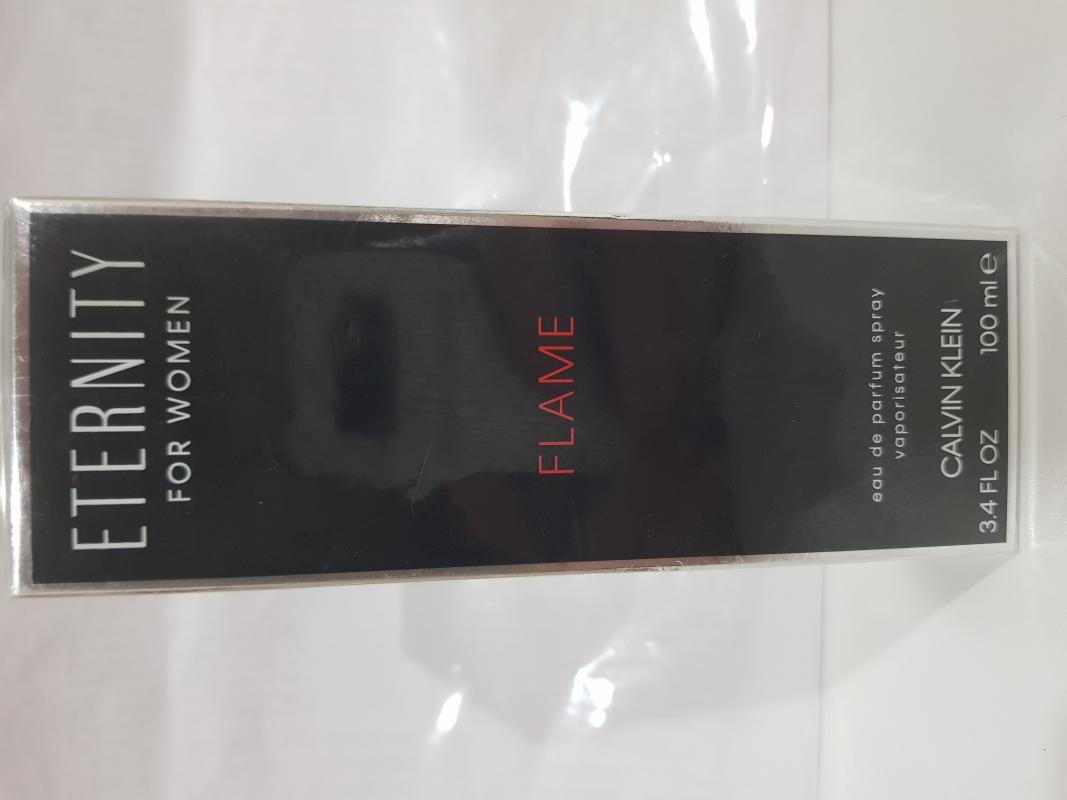 ETERNITY
FOR WOMEN
FLAME
eau de parfum spray
vaporisateur
CALVIN KLEIN
3.4 FL OZ 100 ml ℮